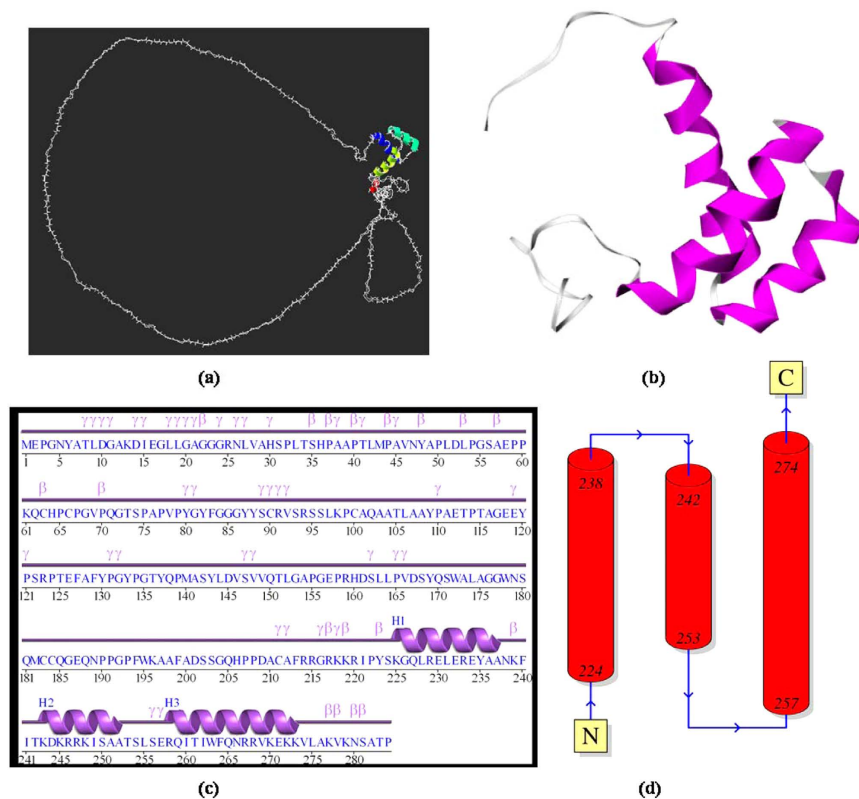 (a)
(b)
γγγγ γγ γγγγβ γ γγ γ β βγ βγ βγ β β β
MEPGNYATLDGAKDIEGLLGAGGGRNLVAHSPLTSHPAAPTLMPAVNYAPLDLPGSAEPP
1 5 10 15 20 25 30 35 40 45 50 55 60
β β γγ γγγγ γ γ
KQCHPCPGVPQGTSPAPVPYGYFGGGYYSCRVSRSSLKPCAQAATLAAYPAETPTAGEEY
61 65 70 75 80 85 90 95 100 105 110 115 120
γ γγ γγ γ γγ
PSRPTEFAFYPGYPGTYQPMASYLDVSVVQTLGAPGEPRHDSLLPVDSYQSWALAGGWNS
121 125 130 135 140 145 150 155 160 165 170 175 180
γγ γβγβ β H1 β
QMCCQGEQNPPGPFWKAAFADSSGQHPPDACAFRRGRKKRIPYSKGQLRELEREYAANKF
181 185 190 195 200 205 210 215 220 225 230 235 240
H2 γγ H3 ββ ββ
ITKDKRRKISAATSLSERQITIWFQNRRVKEKKVLAKVKNSATP
241 245 250 255 260 265 270 275 280
(c)
C
238
242
274
224
253
257
N
(d)